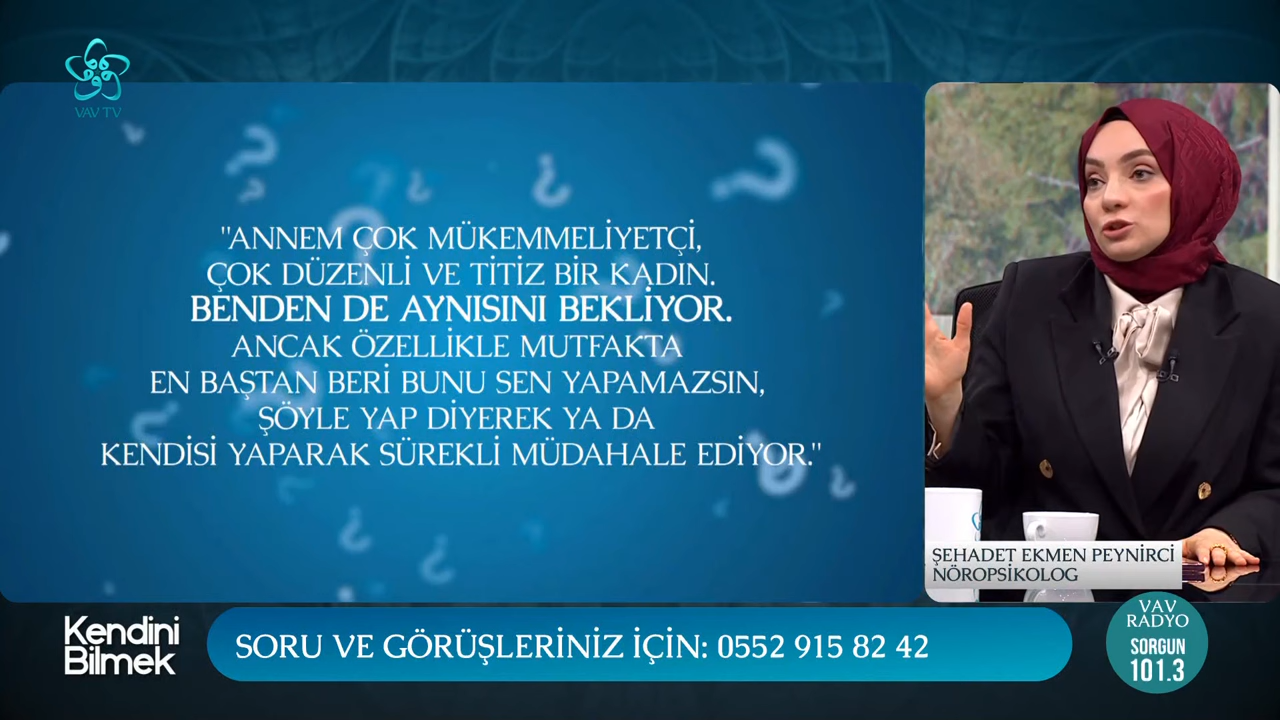 VAV TV
"ANNEM ÇOK MÜKEMMELİYETÇİ,
ÇOK DÜZENLİ VE TİTİZ BİR KADIN.
BENDEN DE AYNISINI BEKLİYOR.
ANCAK ÖZELLİKLE MUTFAKTA
EN BAŞTAN BERİ BUNU SEN YAPAMAZSIN,
ŞÖYLE YAP DİYEREK YA DA
KENDİSİ YAPARAK SÜREKLİ MÜDAHALE EDİYOR."
ŞEHADET EKMEN PEYNİRCİ
NÖROPSİKOLOG
Kendini
Bilmek
SORU VE GÖRÜŞLERİNİZ İÇİN: 0552 915 82 42
VAV
RADYO
SORGUN
101.3